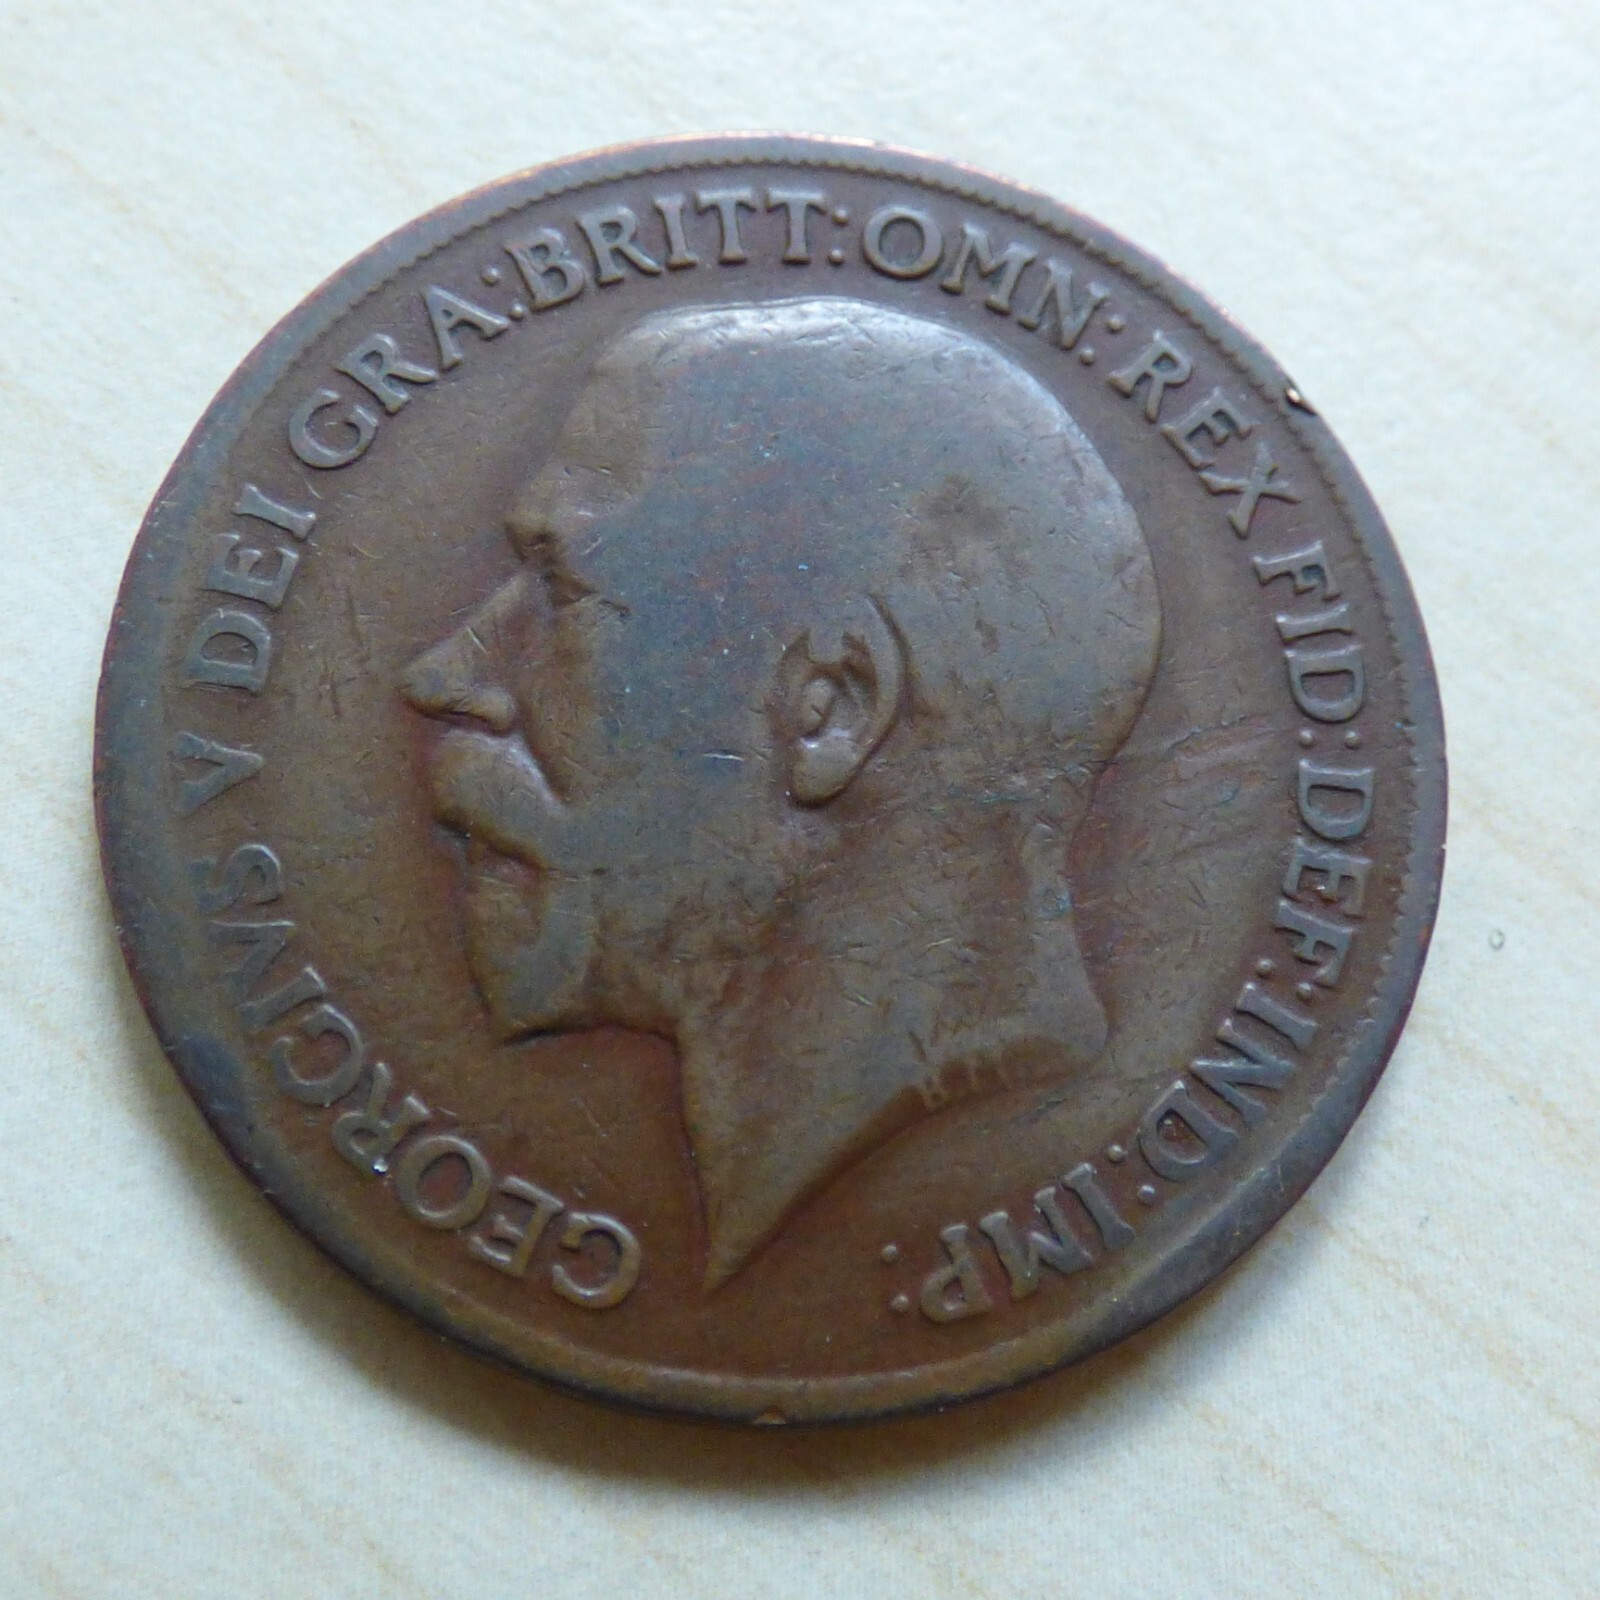 GEORGIVS V DEI GRA: BRITT: OMN: REX FID: DEF: IND: IMP: